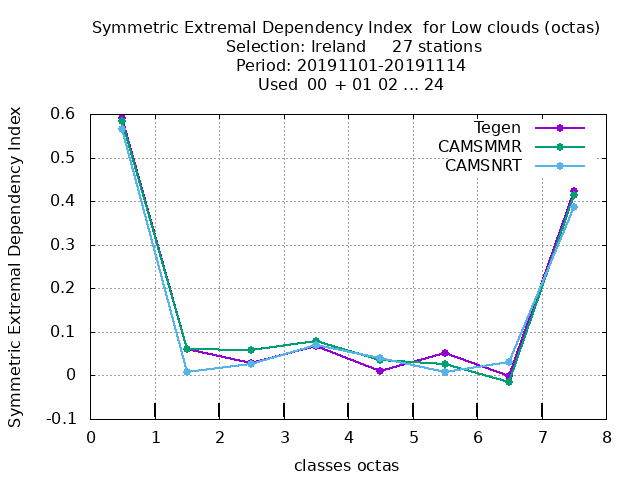 Symmetric Extremal Dependency Index  for Low clouds (octas)
Selection: Ireland     27 stations
Period: 20191101-20191114
Used  00  + 01 02 ... 24
Symmetric Extremal Dependency Index
0.6
0.5
0.4
0.3
0.2
0.1
0
-0.1
Tegen
CAMSMMR
CAMSNRT
0 1 2 3 4 5 6 7 8
classes octas